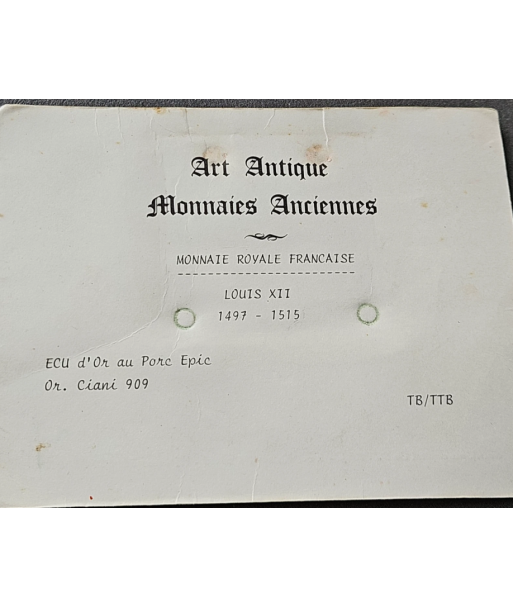 Art Antique
Monnaies Anciennes
MONNAIE ROYALE FRANCAISE
LOUIS XII
1497 - 1515
ECU d'Or au Porc Epic
Or. Ciani 909
TB/TTB